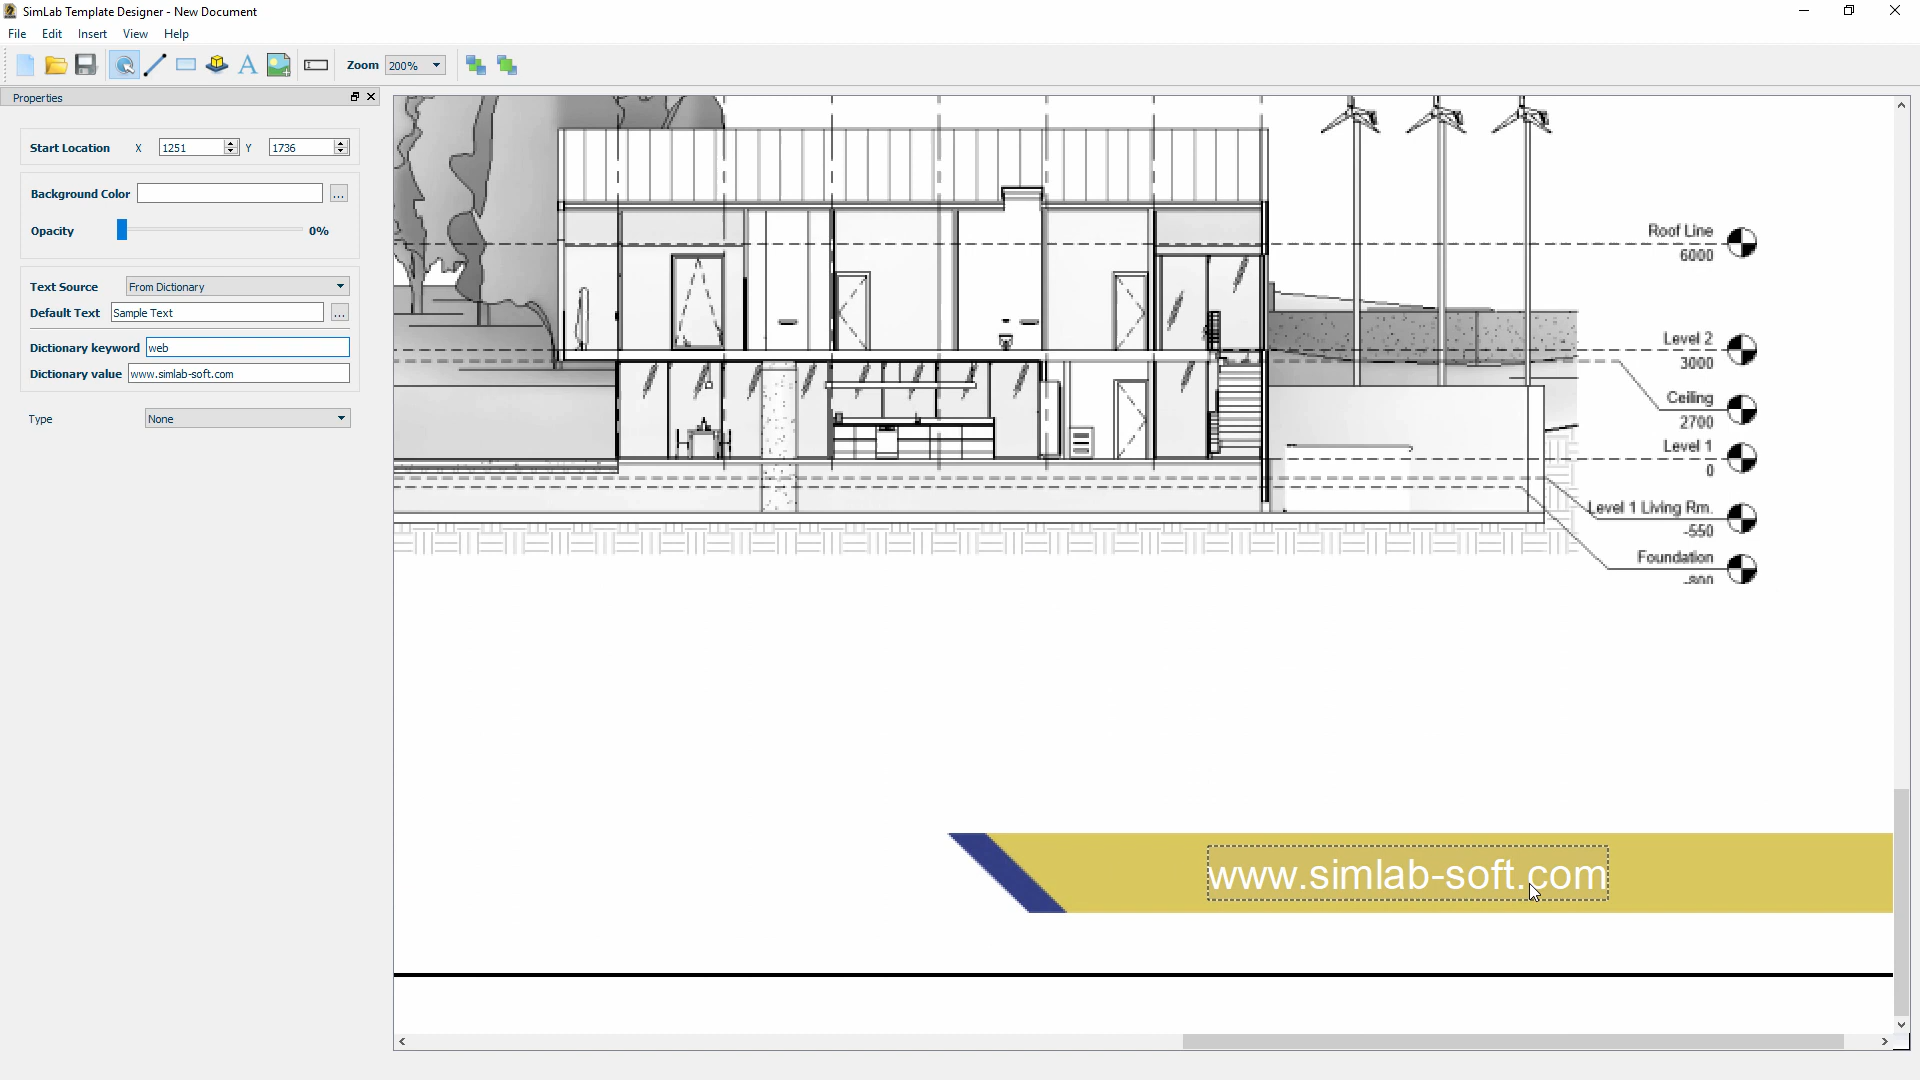 SimLab Template Designer - New Document
File Edit Insert View Help
A Zoom 200%
Properties
Start Location X 1251 Y 1736
Background Color ...
Opacity 0%
Text Source From Dictionary
Default Text Sample Text ...
Dictionary keyword web
Dictionary value www.simlab-soft.com
Type None
Roof Line
6000
Level 2
3000
Ceiling
2700
Level 1
0
Level 1 Living Rm.
-550
Foundation
-800
www.simlab-soft.com